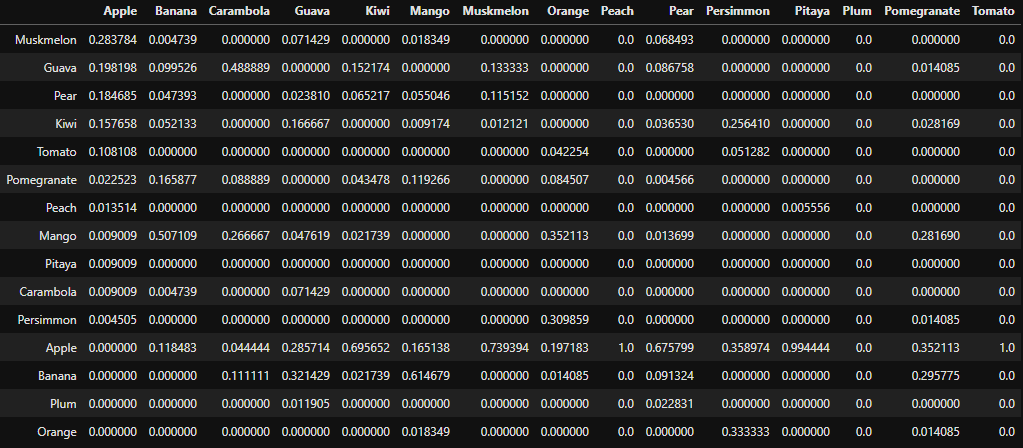 Apple Banana Carambola Guava Kiwi Mango Muskmelon Orange Peach Pear Persimmon Pitaya Plum Pomegranate Tomato
Muskmelon 0.283784 0.004739 0.000000 0.071429 0.000000 0.018349 0.000000 0.000000 0.0 0.068493 0.000000 0.000000 0.0 0.000000 0.0
Guava 0.198198 0.099526 0.488889 0.000000 0.152174 0.000000 0.133333 0.000000 0.0 0.086758 0.000000 0.000000 0.0 0.014085 0.0
Pear 0.184685 0.047393 0.000000 0.023810 0.065217 0.055046 0.115152 0.000000 0.0 0.000000 0.000000 0.000000 0.0 0.000000 0.0
Kiwi 0.157658 0.052133 0.000000 0.166667 0.000000 0.009174 0.012121 0.000000 0.0 0.036530 0.256410 0.000000 0.0 0.028169 0.0
Tomato 0.108108 0.000000 0.000000 0.000000 0.000000 0.000000 0.000000 0.042254 0.0 0.000000 0.051282 0.000000 0.0 0.000000 0.0
Pomegranate 0.022523 0.165877 0.088889 0.000000 0.043478 0.119266 0.000000 0.084507 0.0 0.004566 0.000000 0.000000 0.0 0.000000 0.0
Peach 0.013514 0.000000 0.000000 0.000000 0.000000 0.000000 0.000000 0.000000 0.0 0.000000 0.000000 0.005556 0.0 0.000000 0.0
Mango 0.009009 0.507109 0.266667 0.047619 0.021739 0.000000 0.000000 0.352113 0.0 0.013699 0.000000 0.000000 0.0 0.281690 0.0
Pitaya 0.009009 0.000000 0.000000 0.000000 0.000000 0.000000 0.000000 0.000000 0.0 0.000000 0.000000 0.000000 0.0 0.000000 0.0
Carambola 0.009009 0.004739 0.000000 0.071429 0.000000 0.000000 0.000000 0.000000 0.0 0.000000 0.000000 0.000000 0.0 0.000000 0.0
Persimmon 0.004505 0.000000 0.000000 0.000000 0.000000 0.000000 0.000000 0.309859 0.0 0.000000 0.000000 0.000000 0.0 0.014085 0.0
Apple 0.000000 0.118483 0.044444 0.285714 0.695652 0.165138 0.739394 0.197183 1.0 0.675799 0.358974 0.994444 0.0 0.352113 1.0
Banana 0.000000 0.000000 0.111111 0.321429 0.021739 0.614679 0.000000 0.014085 0.0 0.091324 0.000000 0.000000 0.0 0.295775 0.0
Plum 0.000000 0.000000 0.000000 0.011905 0.000000 0.000000 0.000000 0.000000 0.0 0.022831 0.000000 0.000000 0.0 0.000000 0.0
Orange 0.000000 0.000000 0.000000 0.000000 0.000000 0.018349 0.000000 0.000000 0.0 0.000000 0.333333 0.000000 0.0 0.014085 0.0